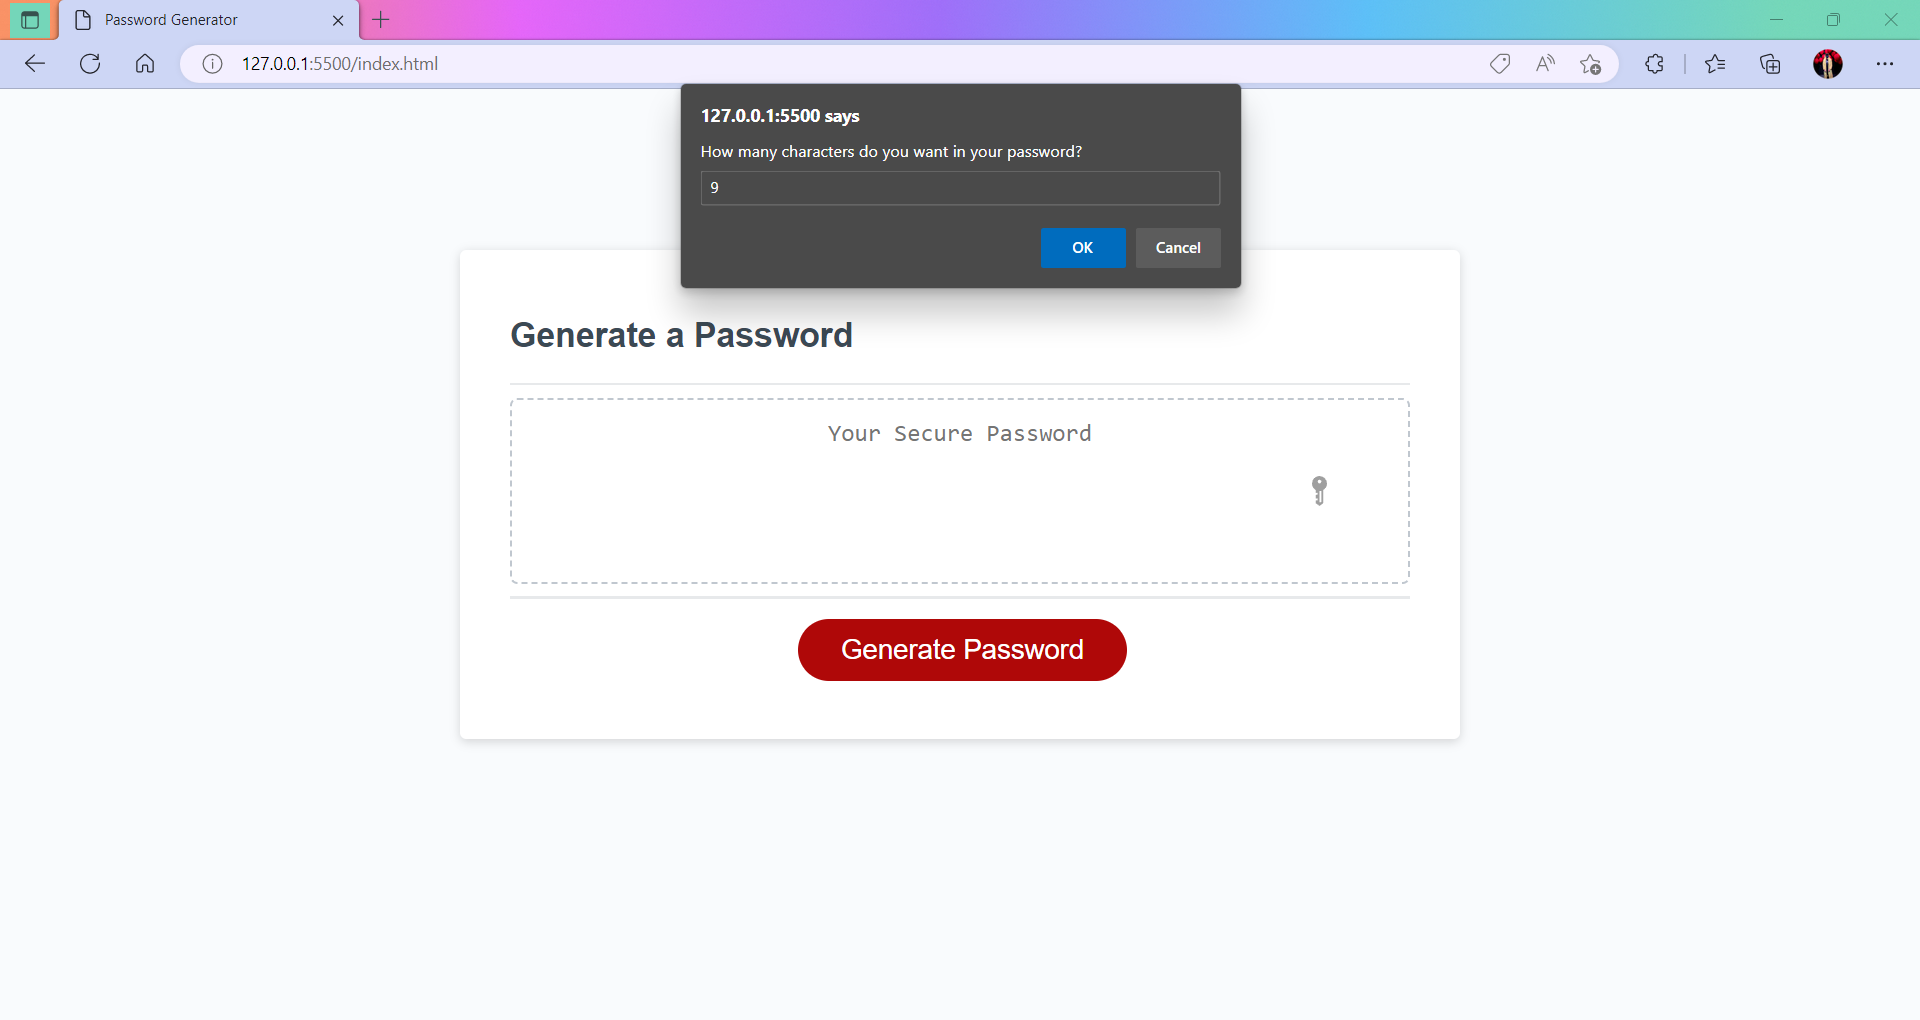 Password Generator
127.0.0.1:5500/index.html
127.0.0.1:5500 says
How many characters do you want in your password?
9
OK Cancel
Generate a Password
Your Secure Password
Generate Password